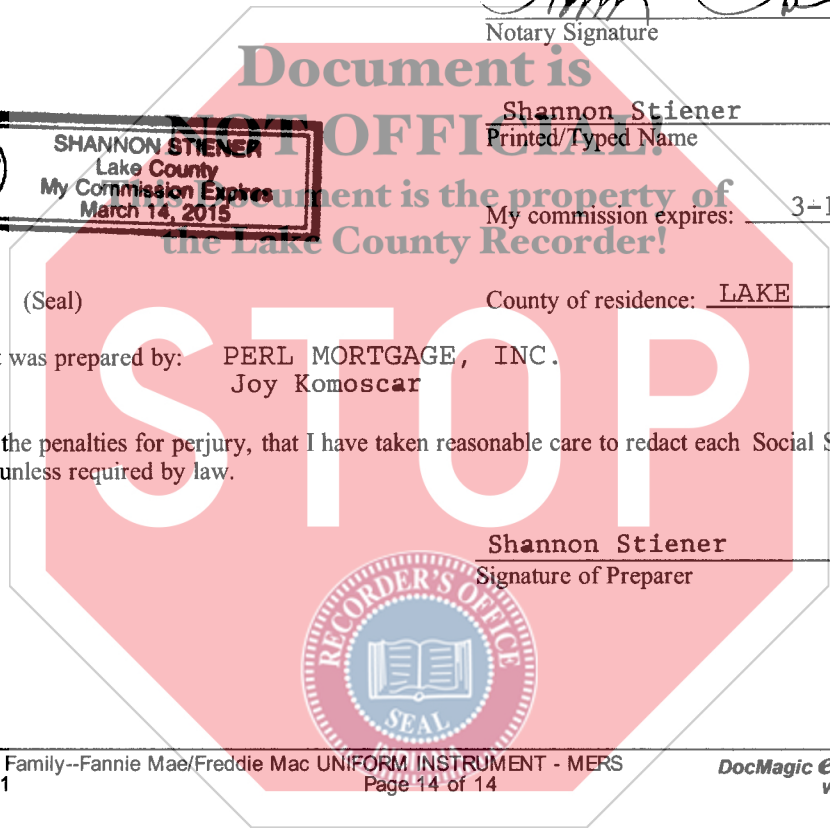 Notary Signature
Document is
NOT OFFICIAL!
This Document is the property of
the Lake County Recorder!
SHANNON STIENER
Lake County
My Commission Expires
March 14, 2015
Shannon Stiener
Printed/Typed Name
My commission expires: 3-1
(Seal)
County of residence: LAKE
STOP
was prepared by: PERL MORTGAGE, INC.
Joy Komoscar
the penalties for perjury, that I have taken reasonable care to redact each Social S
unless required by law.
Shannon Stiener
Signature of Preparer
RECORDER'S OFFICE
SEAL
INDIANA
Family--Fannie Mae/Freddie Mac UNIFORM INSTRUMENT - MERS
DocMagic e
1
Page 14 of 14